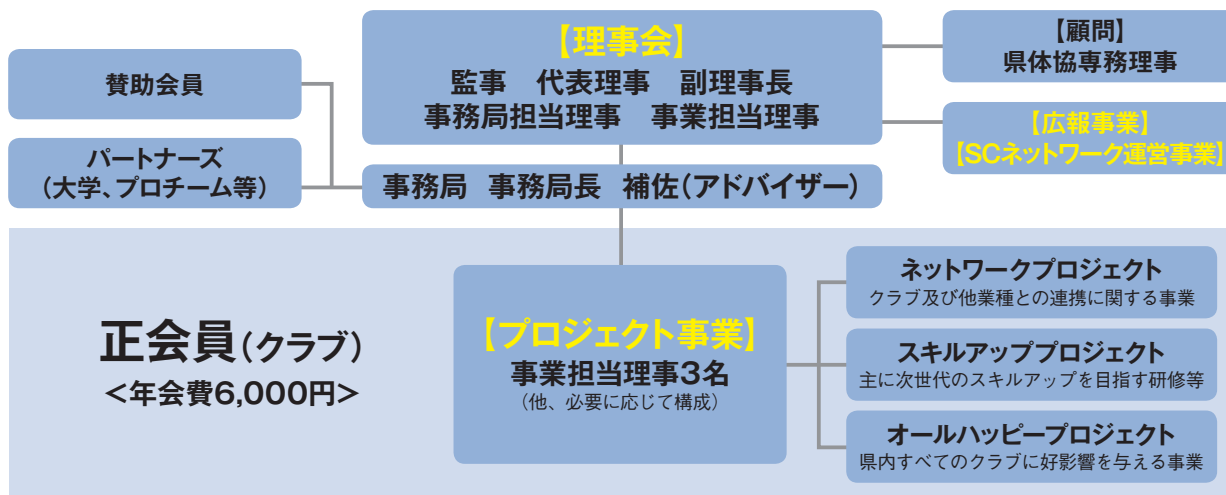 賛助会員
パートナーズ
(大学、プロチーム等)
【理事会】
監事　代表理事　副理事長
事務局担当理事　事業担当理事
事務局　事務局長　補佐(アドバイザー)
【顧問】
県体協専務理事
【広報事業】
【SCネットワーク運営事業】
正会員(クラブ)
<年会費6,000円>
【プロジェクト事業】
事業担当理事3名
(他、必要に応じて構成)
ネットワークプロジェクト
クラブ及び他業種との連携に関する事業
スキルアッププロジェクト
主に次世代のスキルアップを目指す研修等
オールハッピープロジェクト
県内すべてのクラブに好影響を与える事業